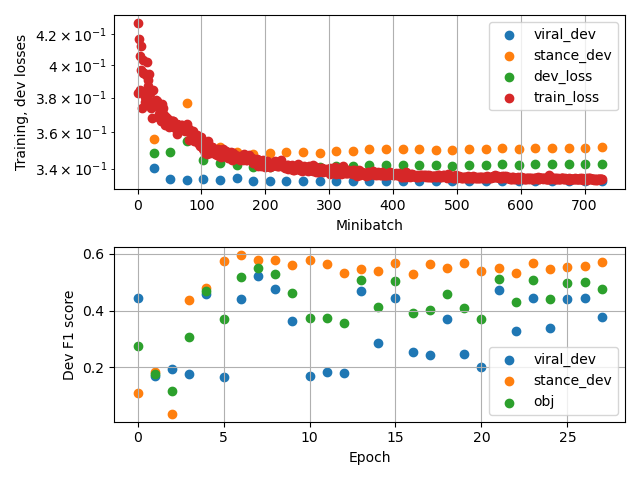 4.2 × 10⁻¹
4 × 10⁻¹
3.8 × 10⁻¹
3.6 × 10⁻¹
3.4 × 10⁻¹
Training, dev losses
viral_dev
stance_dev
dev_loss
train_loss
0 100 200 300 400 500 600 700
Minibatch
0.6
0.4
0.2
Dev F1 score
viral_dev
stance_dev
obj
0 5 10 15 20 25
Epoch